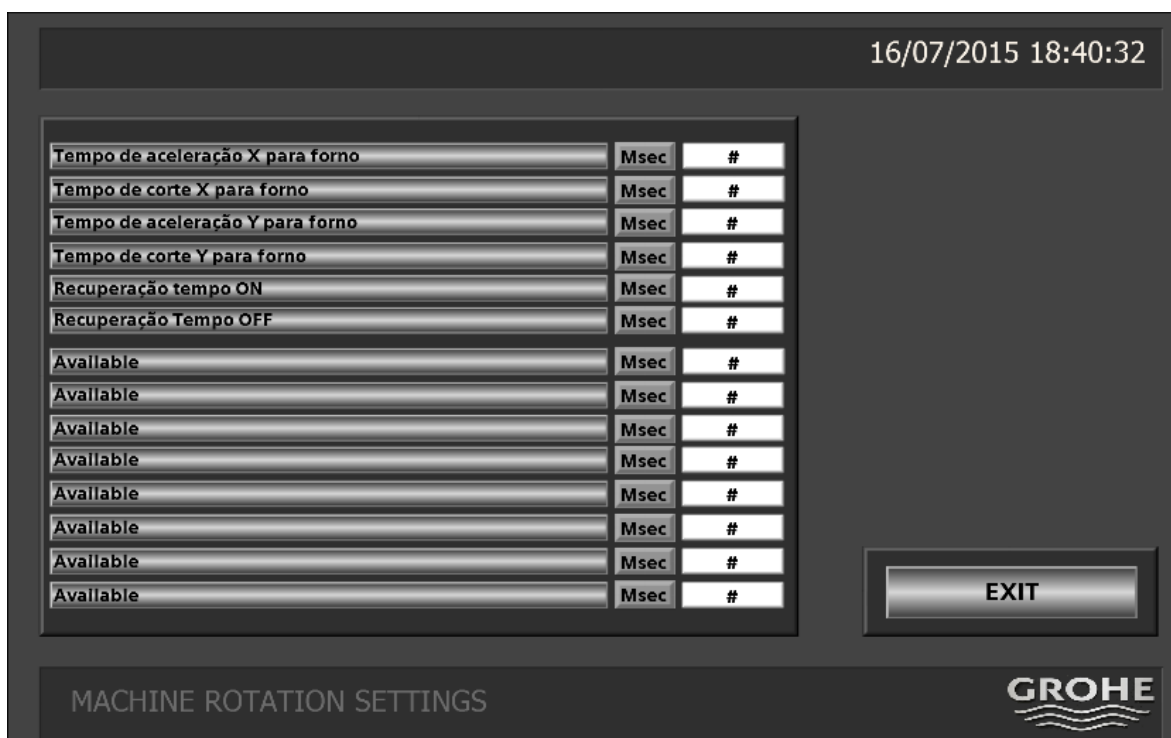 16/07/2015 18:40:32
Tempo de aceleração X para forno Msec #
Tempo de corte X para forno Msec #
Tempo de aceleração Y para forno Msec #
Tempo de corte Y para forno Msec #
Recuperação tempo ON Msec #
Recuperação Tempo OFF Msec #
Available Msec #
Available Msec #
Available Msec #
Available Msec #
Available Msec #
Available Msec #
Available Msec #
Available Msec #
EXIT
MACHINE ROTATION SETTINGS
GROHE